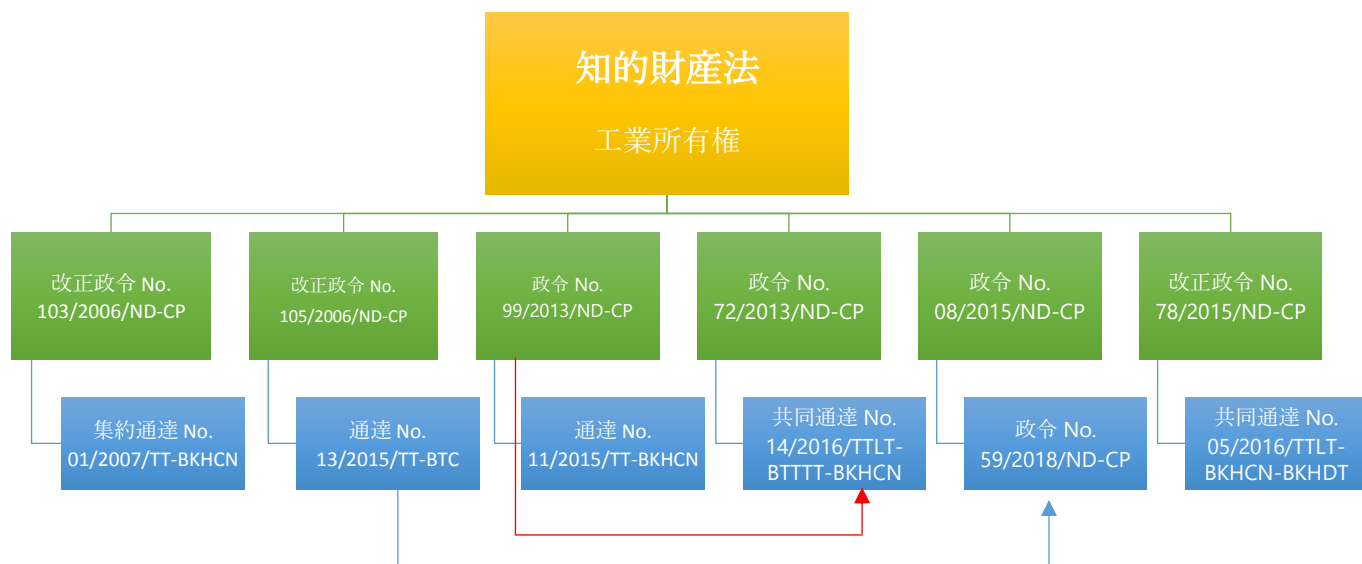 知的財産法
工業所有権
改正政令 No.
103/2006/ND-CP
改正政令 No.
105/2006/ND-CP
政令 No.
99/2013/ND-CP
政令 No.
72/2013/ND-CP
政令 No.
08/2015/ND-CP
改正政令 No.
78/2015/ND-CP
集約通達 No.
01/2007/TT-BKHCN
通達 No.
13/2015/TT-BTC
通達 No.
11/2015/TT-BKHCN
共同通達 No.
14/2016/TTLT-
BTTTT-BKHCN
政令 No.
59/2018/ND-CP
共同通達 No.
05/2016/TTLT-
BKHCN-BKHDT